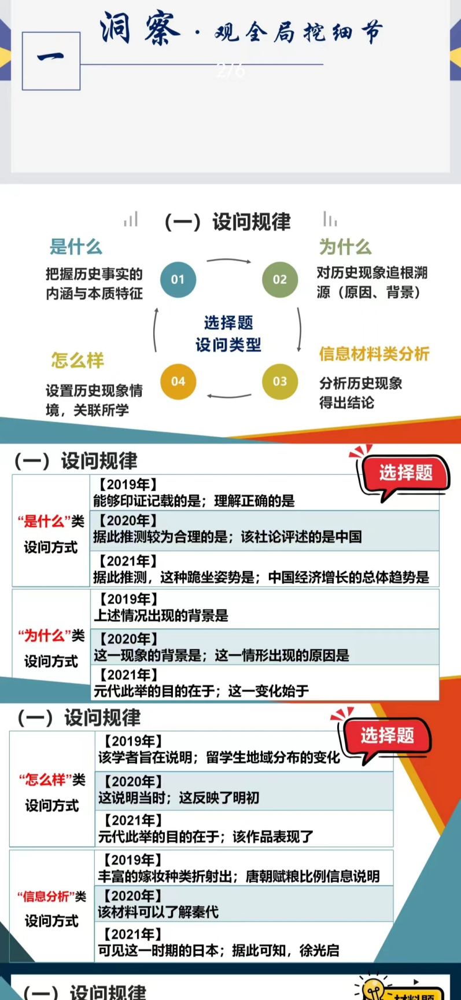 一
洞察·观全局挖细节
2/6
（一）设问规律
是什么
把握历史事实的
内涵与本质特征
01
02
为什么
对历史现象追根溯
源（原因、背景）
选择题
设问类型
怎么样
设置历史现象情
境，关联所学
04
03
信息材料类分析
分析历史现象
得出结论
（一）设问规律
选择题
“是什么”类
设问方式
【2019年】
能够印证记载的是；理解正确的是
【2020年】
据此推测较为合理的是；该社论评述的是中国
【2021年】
据此推测，这种跪坐姿势是；中国经济增长的总体趋势是
“为什么”类
设问方式
【2019年】
上述情况出现的背景是
【2020年】
这一现象的背景是；这一情形出现的原因是
【2021年】
元代此举的目的在于；这一变化始于
（一）设问规律
选择题
“怎么样”类
设问方式
【2019年】
该学者旨在说明；留学生地域分布的变化
【2020年】
这说明当时；这反映了明初
【2021年】
元代此举的目的在于；该作品表现了
“信息分析”类
设问方式
【2019年】
丰富的嫁妆种类折射出；唐朝赋粮比例信息说明
【2020年】
该材料可以了解秦代
【2021年】
可见这一时期的日本；据此可知，徐光启
（一）设问规律
材料题